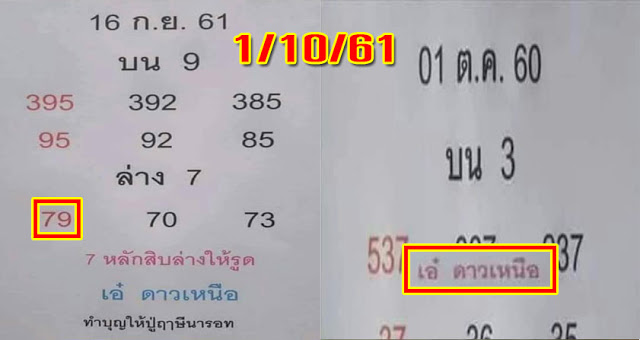 16 ก.ย. 61
บน 9
395 392 385
95 92 85
ล่าง 7
79 70 73
7 หลักสิบล่างให้รูด
เอ๋ ดาวเหนือ
ทำบุญให้ปู่ฤาษีนารอท
1/10/61
01 ต.ค. 60
บน 3
537 337
เอ๋ ดาวเหนือ